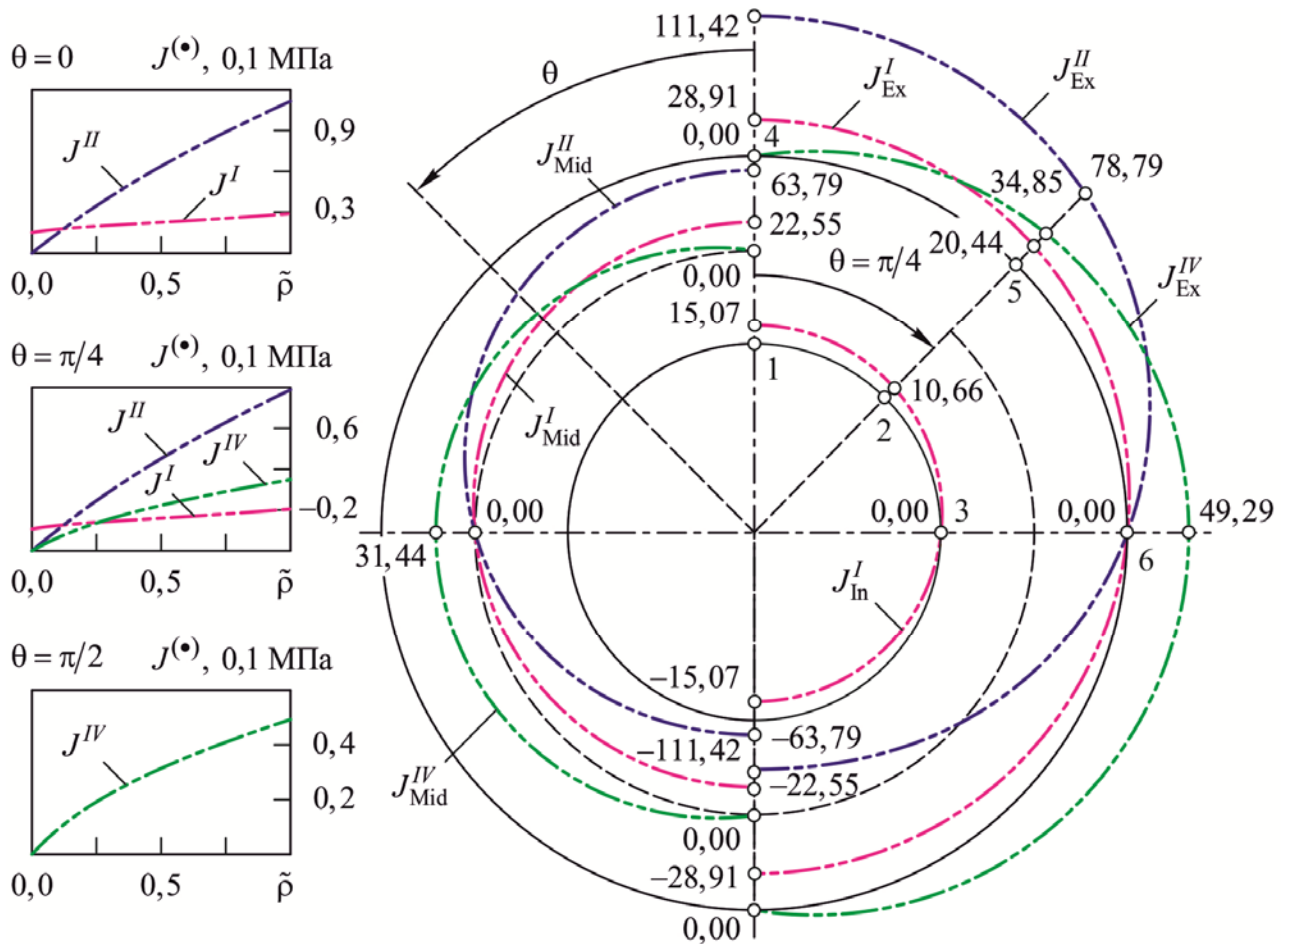 θ = 0 J^(•), 0,1 МПа
0,9
J^II
J^I
0,3
0,0 0,5 ρ̃
θ = π/4 J^(•), 0,1 МПа
J^II
J^IV
0,6
J^I
−0,2
0,0 0,5 ρ̃
θ = π/2 J^(•), 0,1 МПа
J^IV
0,4
0,2
0,0 0,5 ρ̃
111,42
θ
J^I_Ex
J^II_Ex
28,91
0,00 4
J^II_Mid
63,79
34,85
78,79
22,55
20,44
θ = π/4
0,00
5
J^IV_Ex
15,07
1
10,66
2
J^I_Mid
0,00
0,00 3
0,00
49,29
31,44
6
J^I_In
−15,07
−111,42
−63,79
−22,55
J^IV_Mid
0,00
−28,91
0,00